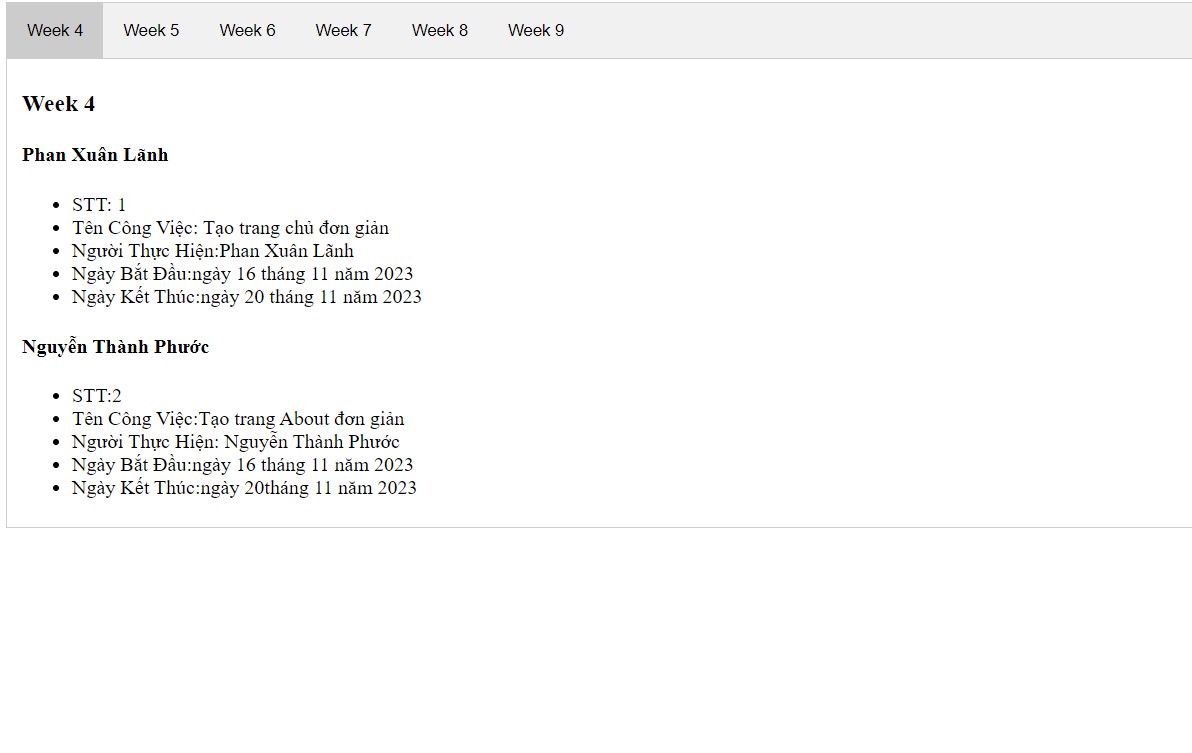 Week 4 Week 5 Week 6 Week 7 Week 8 Week 9
Week 4
Phan Xuân Lãnh
STT: 1
Tên Công Việc: Tạo trang chủ đơn giản
Người Thực Hiện:Phan Xuân Lãnh
Ngày Bắt Đầu:ngày 16 tháng 11 năm 2023
Ngày Kết Thúc:ngày 20 tháng 11 năm 2023
Nguyễn Thành Phước
STT:2
Tên Công Việc:Tạo trang About đơn giản
Người Thực Hiện: Nguyễn Thành Phước
Ngày Bắt Đầu:ngày 16 tháng 11 năm 2023
Ngày Kết Thúc:ngày 20tháng 11 năm 2023